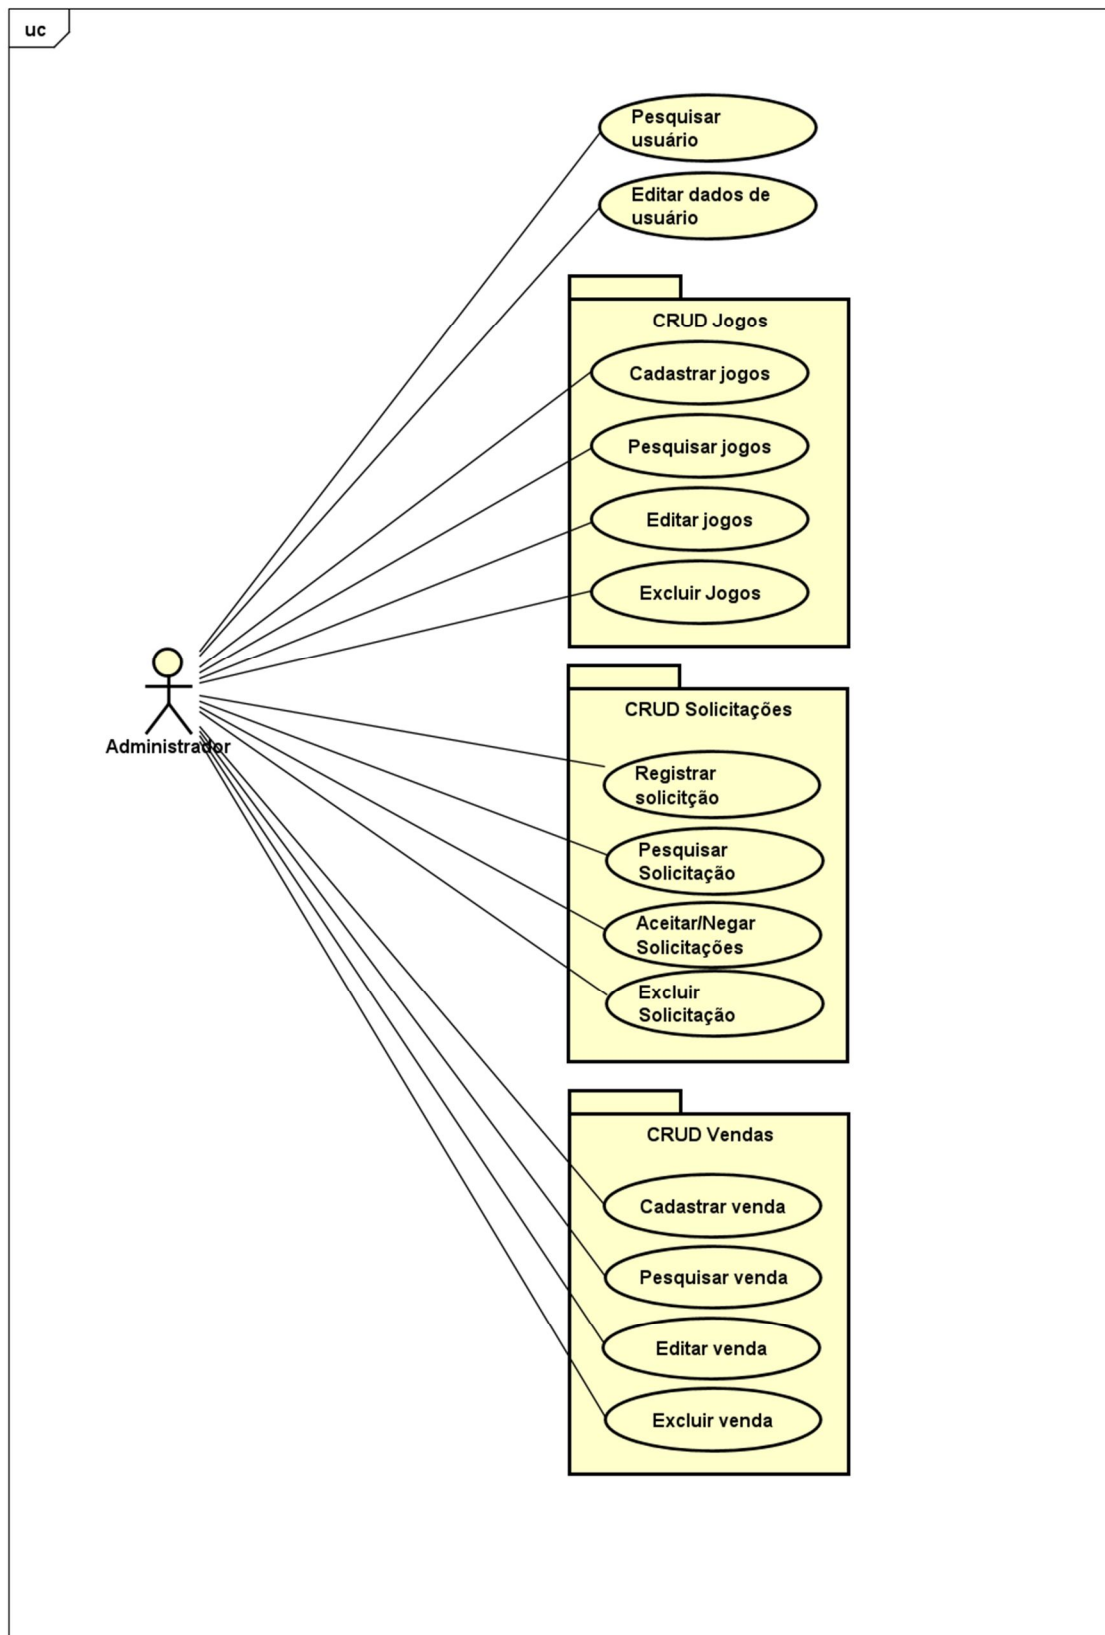 uc
Pesquisar
usuário
Editar dados de
usuário
CRUD Jogos
Cadastrar jogos
Pesquisar jogos
Editar jogos
Excluir Jogos
Administrador
CRUD Solicitações
Registrar
solicitção
Pesquisar
Solicitação
Aceitar/Negar
Solicitações
Excluir
Solicitação
CRUD Vendas
Cadastrar venda
Pesquisar venda
Editar venda
Excluir venda